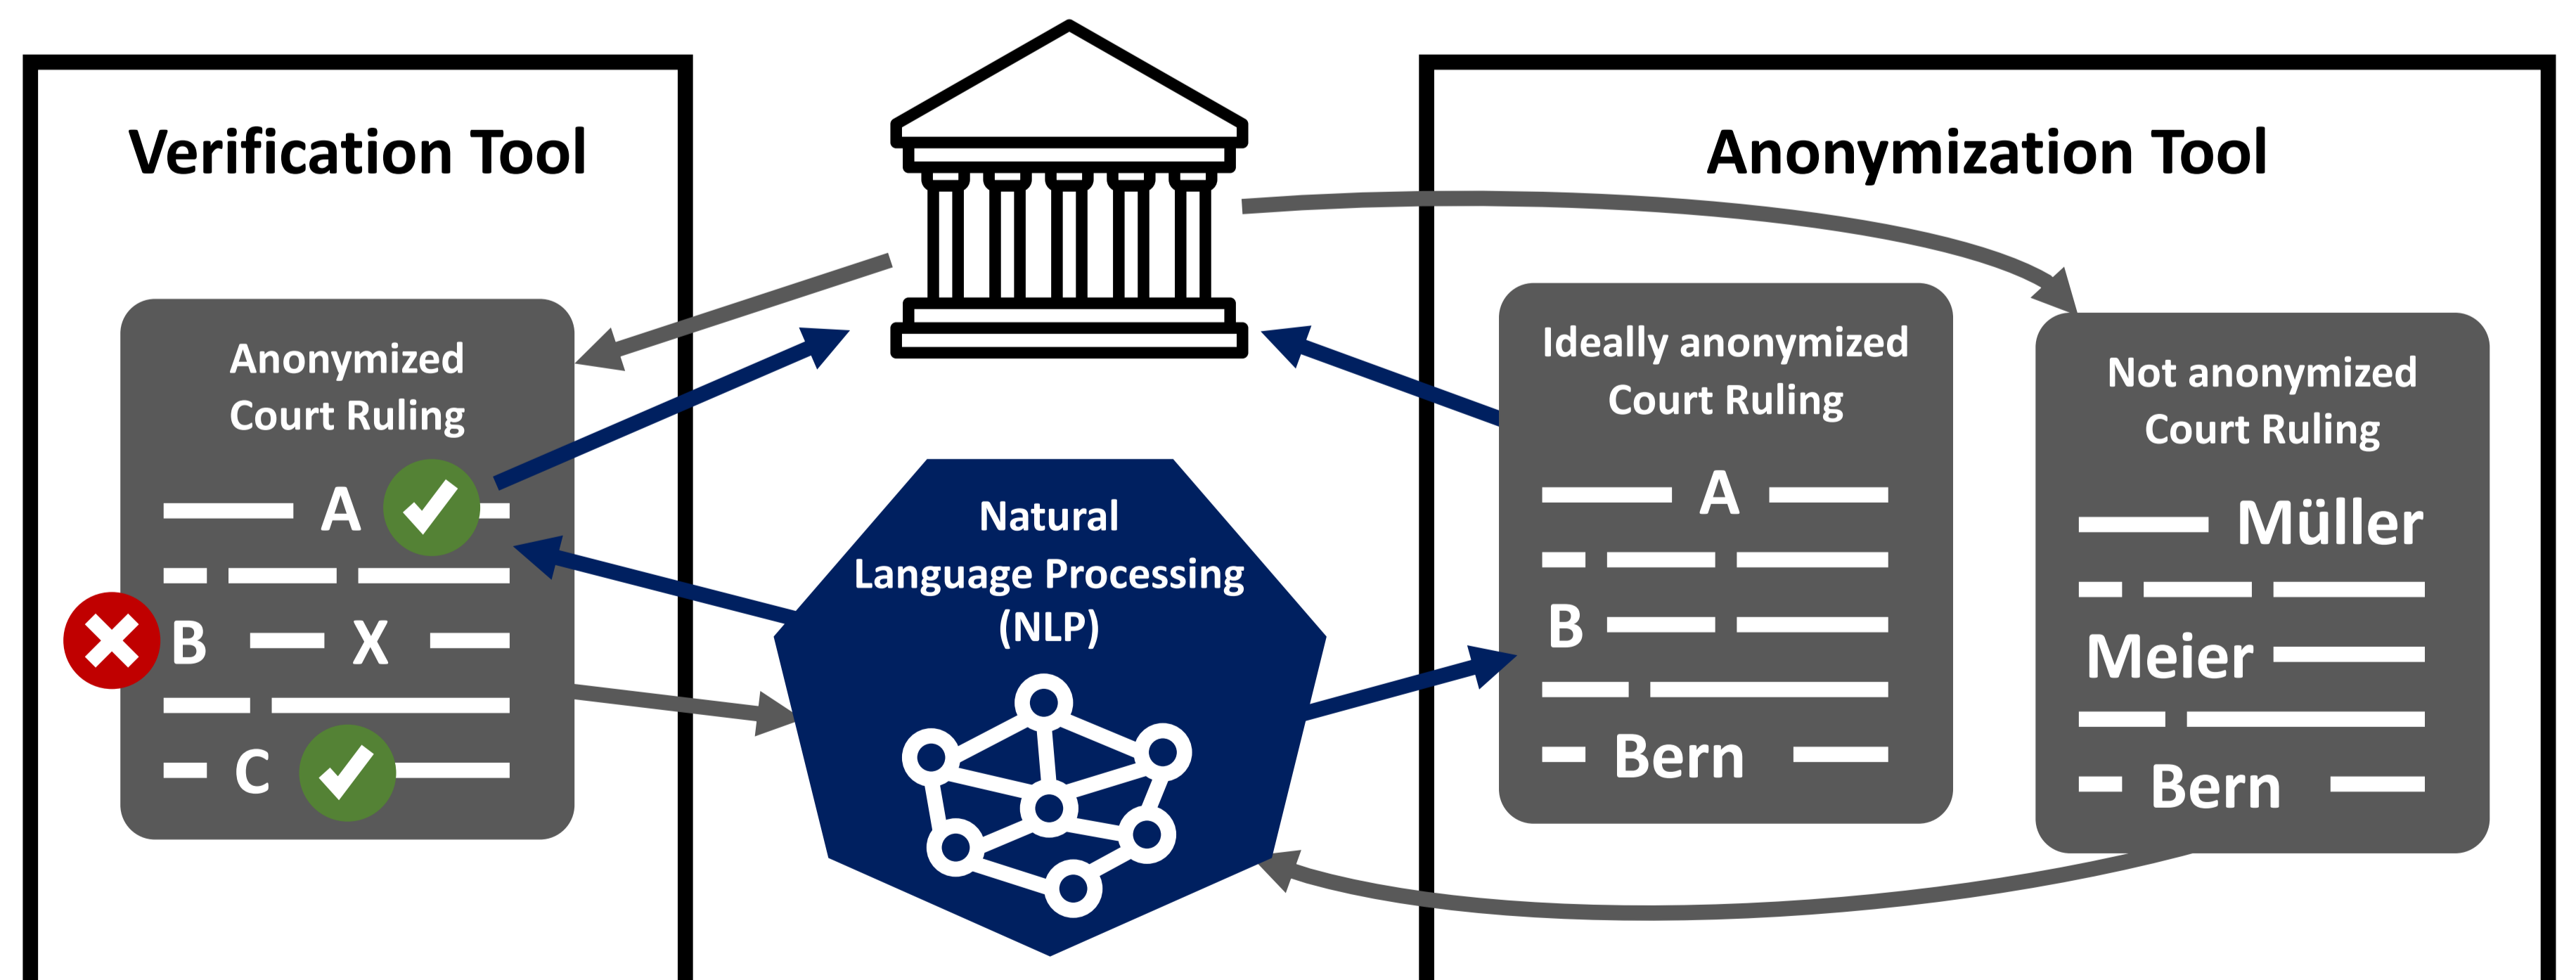 Verification Tool
Anonymized
Court Ruling
A
B X
C
Natural
Language Processing
(NLP)
Anonymization Tool
Ideally anonymized
Court Ruling
A
B
Bern
Not anonymized
Court Ruling
Müller
Meier
Bern